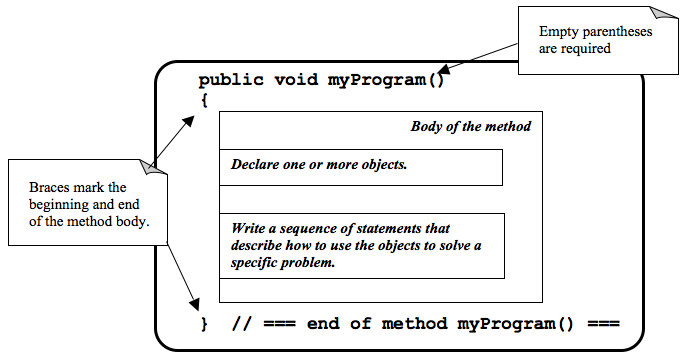 Empty parentheses
are required
public void myProgram()
{
Body of the method
Declare one or more objects.
Braces mark the
beginning and end
of the method body.
Write a sequence of statements that
describe how to use the objects to solve a
specific problem.
} // === end of method myProgram() ===